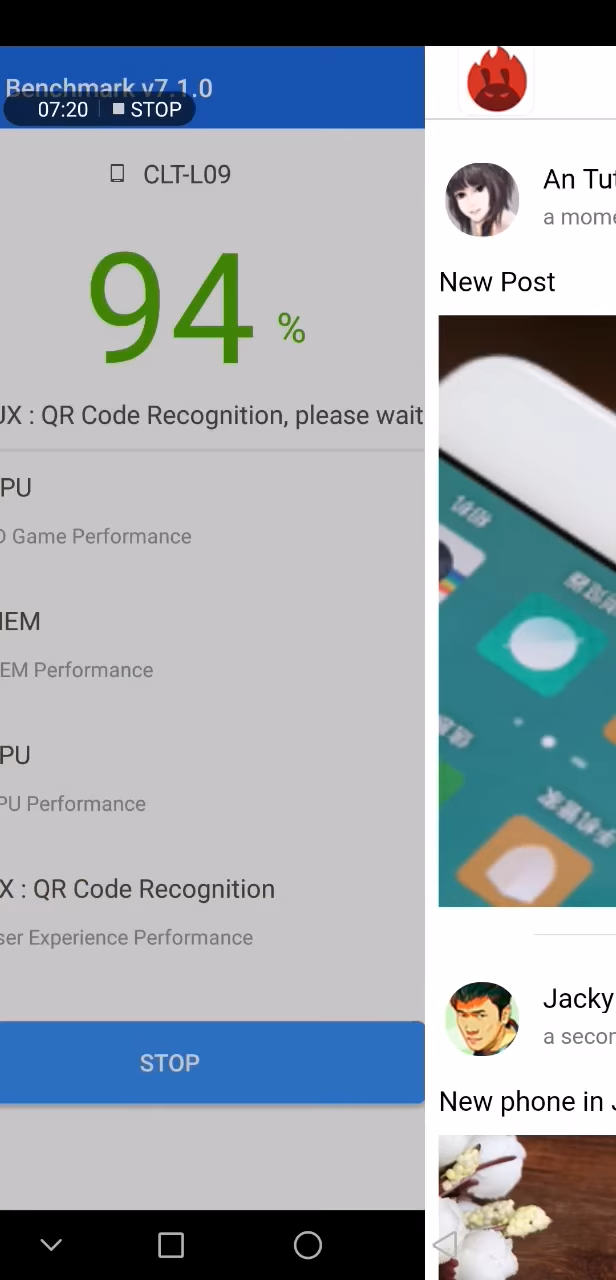 Benchmark v7.1.0
07:20 STOP
CLT-L09
94 %
UX : QR Code Recognition, please wait
PU
D Game Performance
MEM
EM Performance
PU
PU Performance
X : QR Code Recognition
ser Experience Performance
STOP
An Tut
a mome
New Post
Jacky
a secon
New phone in J